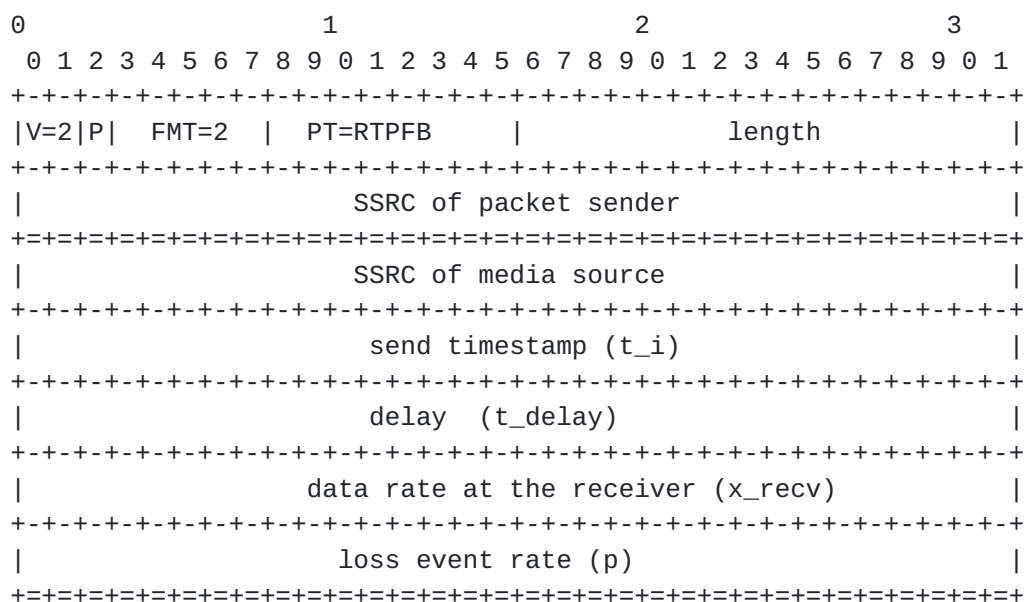 0                   1                   2                   3
 0 1 2 3 4 5 6 7 8 9 0 1 2 3 4 5 6 7 8 9 0 1 2 3 4 5 6 7 8 9 0 1
+-+-+-+-+-+-+-+-+-+-+-+-+-+-+-+-+-+-+-+-+-+-+-+-+-+-+-+-+-+-+-+-+
|V=2|P|  FMT=2  |  PT=RTPFB     |             length            |
+-+-+-+-+-+-+-+-+-+-+-+-+-+-+-+-+-+-+-+-+-+-+-+-+-+-+-+-+-+-+-+-+
|                     SSRC of packet sender                     |
+=+=+=+=+=+=+=+=+=+=+=+=+=+=+=+=+=+=+=+=+=+=+=+=+=+=+=+=+=+=+=+=+
|                     SSRC of media source                      |
+-+-+-+-+-+-+-+-+-+-+-+-+-+-+-+-+-+-+-+-+-+-+-+-+-+-+-+-+-+-+-+-+
|                      send timestamp (t_i)                     |
+-+-+-+-+-+-+-+-+-+-+-+-+-+-+-+-+-+-+-+-+-+-+-+-+-+-+-+-+-+-+-+-+
|                      delay  (t_delay)                         |
+-+-+-+-+-+-+-+-+-+-+-+-+-+-+-+-+-+-+-+-+-+-+-+-+-+-+-+-+-+-+-+-+
|                  data rate at the receiver (x_recv)           |
+-+-+-+-+-+-+-+-+-+-+-+-+-+-+-+-+-+-+-+-+-+-+-+-+-+-+-+-+-+-+-+-+
|                    loss event rate (p)                        |
+=+=+=+=+=+=+=+=+=+=+=+=+=+=+=+=+=+=+=+=+=+=+=+=+=+=+=+=+=+=+=+=+